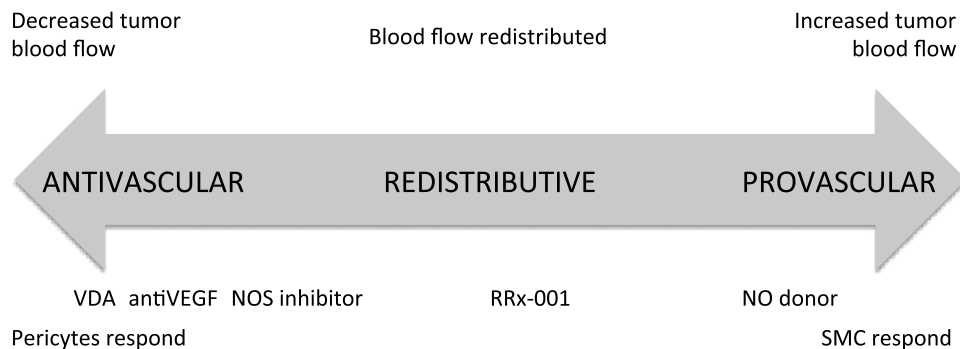 Decreased tumor
blood flow
Blood flow redistributed
Increased tumor
blood flow
ANTIVASCULAR REDISTRIBUTIVE PROVASCULAR
VDA antiVEGF NOS inhibitor RRx-001 NO donor
Pericytes respond SMC respond